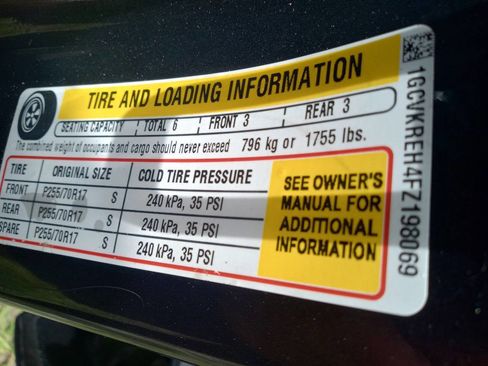 TIRE AND LOADING INFORMATION
SEATING CAPACITY TOTAL 6 FRONT 3 REAR 3
The combined weight of occupants and cargo should never exceed 796 kg or 1755 lbs.
TIRE ORIGINAL SIZE COLD TIRE PRESSURE
FRONT P255/70R17 S 240 kPa, 35 PSI
REAR P255/70R17 S 240 kPa, 35 PSI
SPARE P255/70R17 S 240 kPa, 35 PSI
SEE OWNER'S
MANUAL FOR
ADDITIONAL
INFORMATION
1GCVKREH4FZ198069